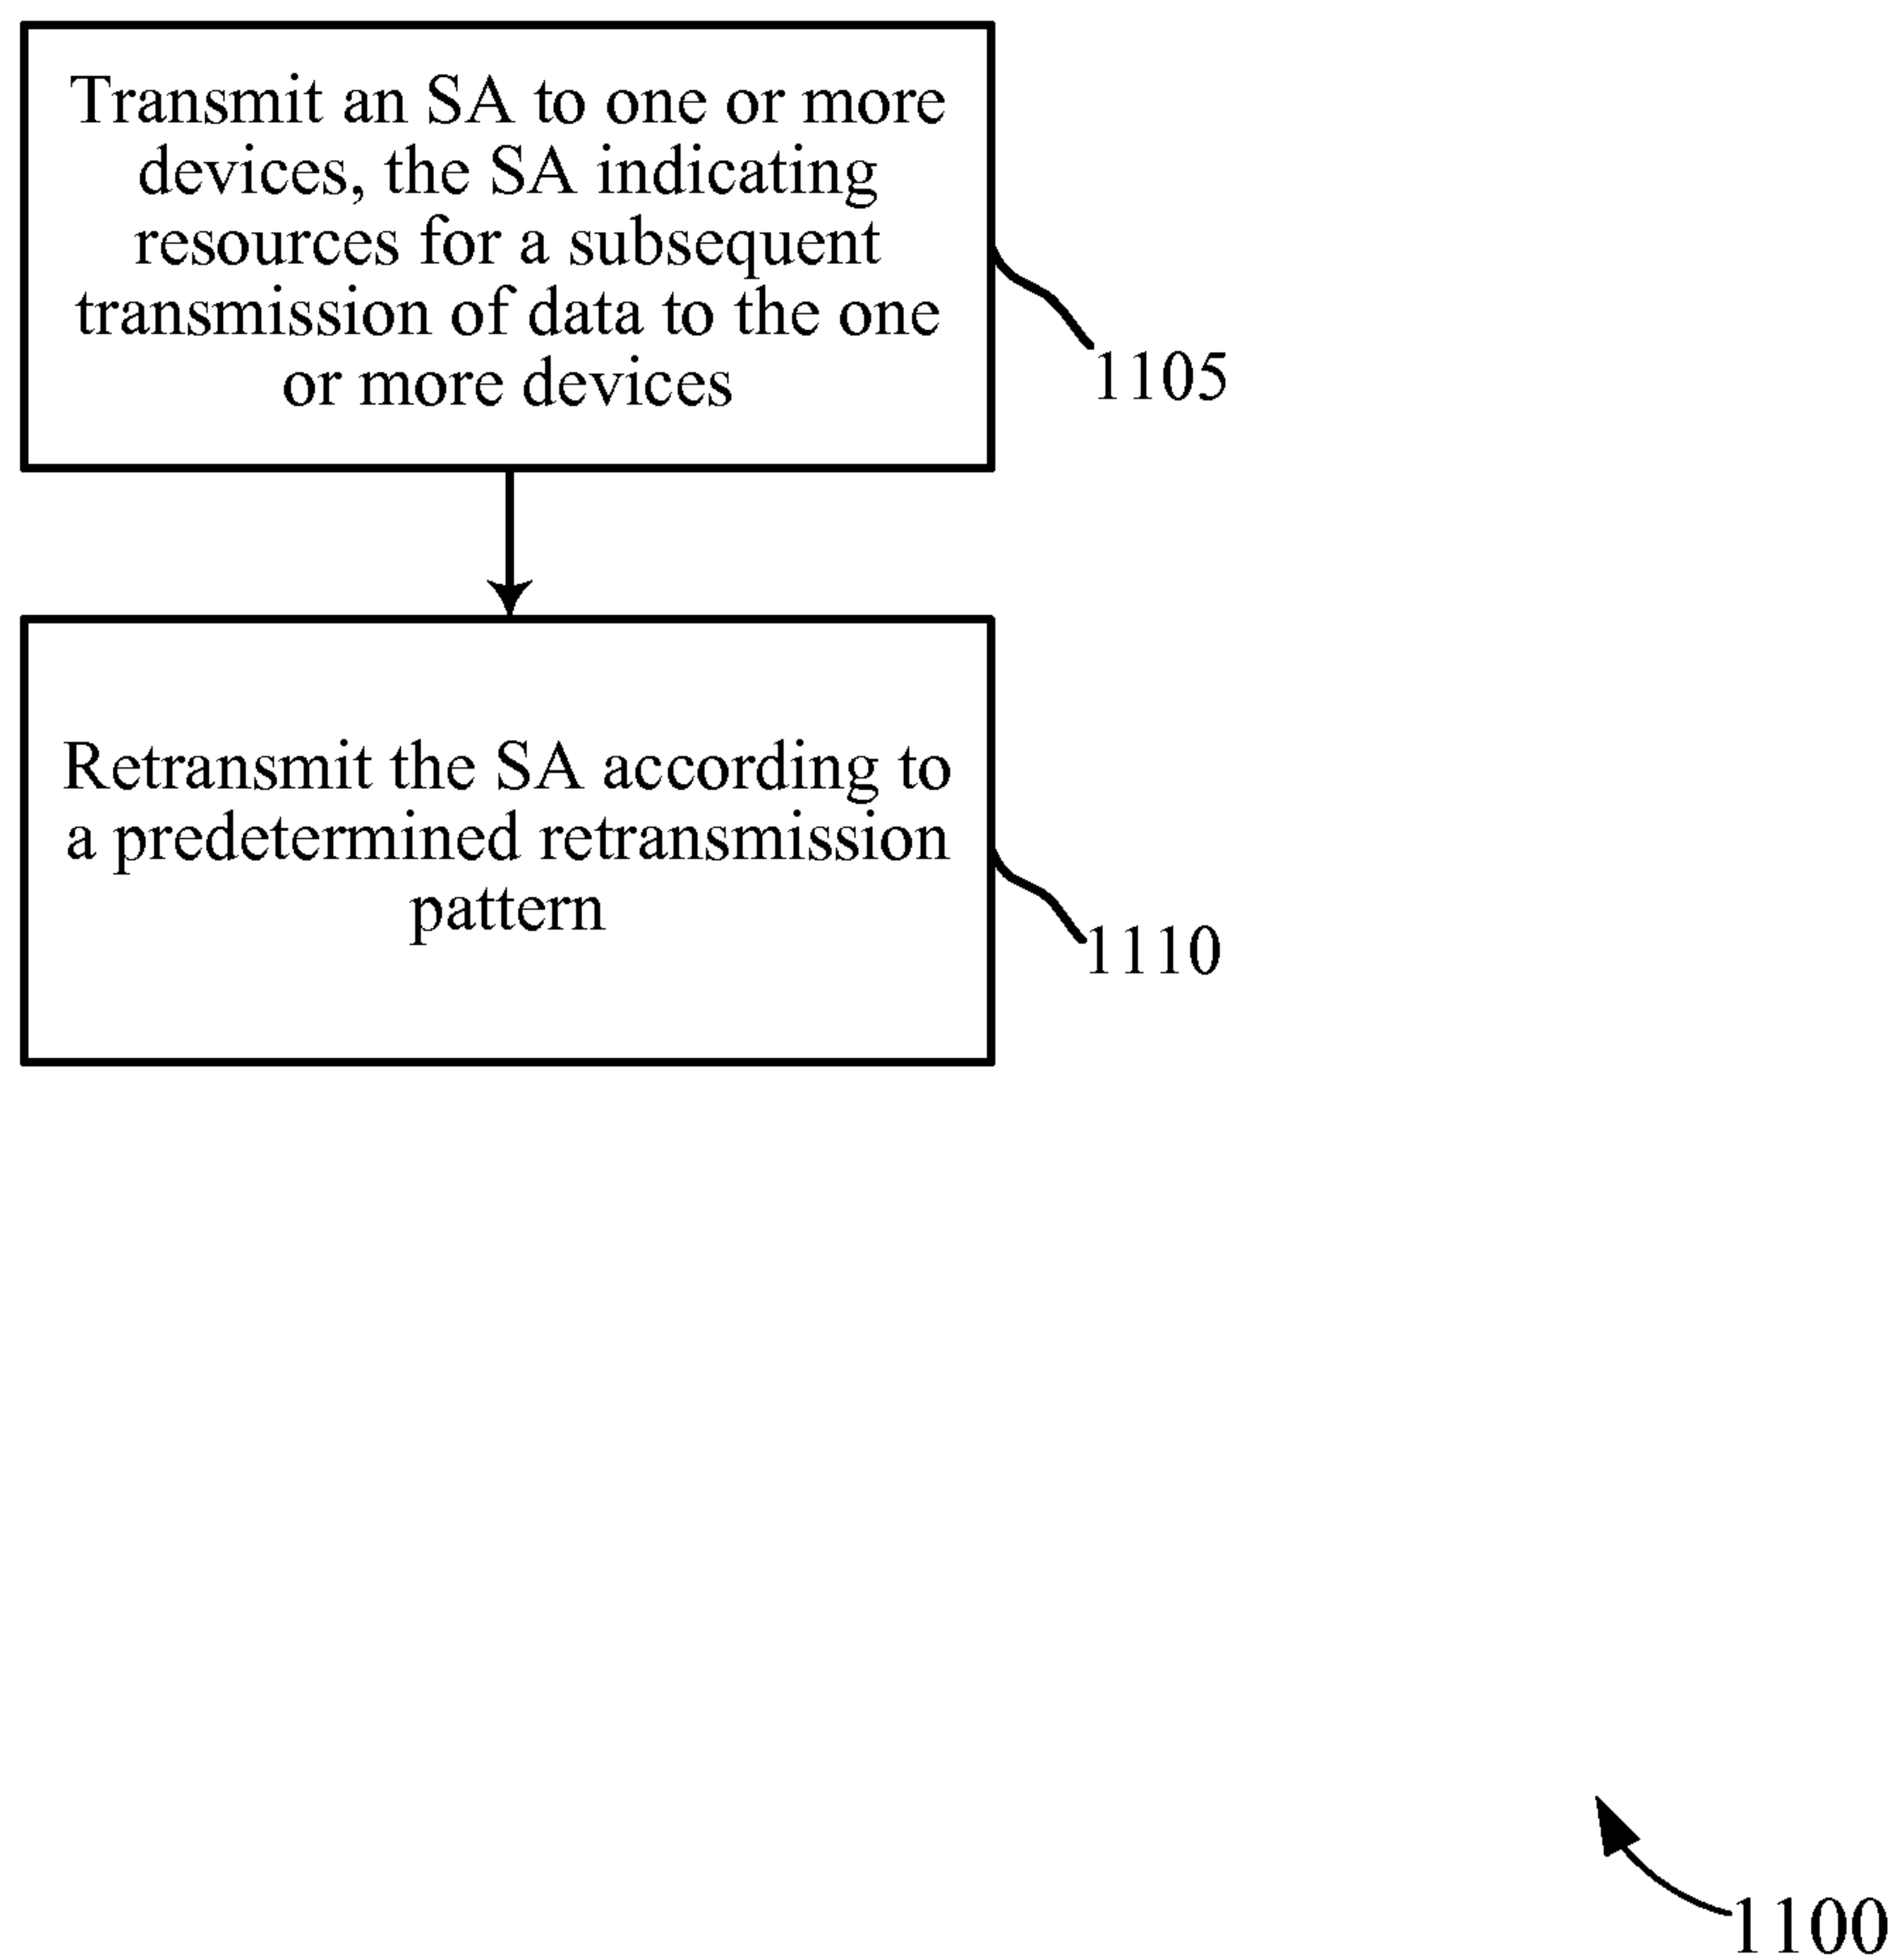 Transmit an SA to one or more
devices, the SA indicating
resources for a subsequent
transmission of data to the one
or more devices
1105
Retransmit the SA according to
a predetermined retransmission
pattern
1110
1100